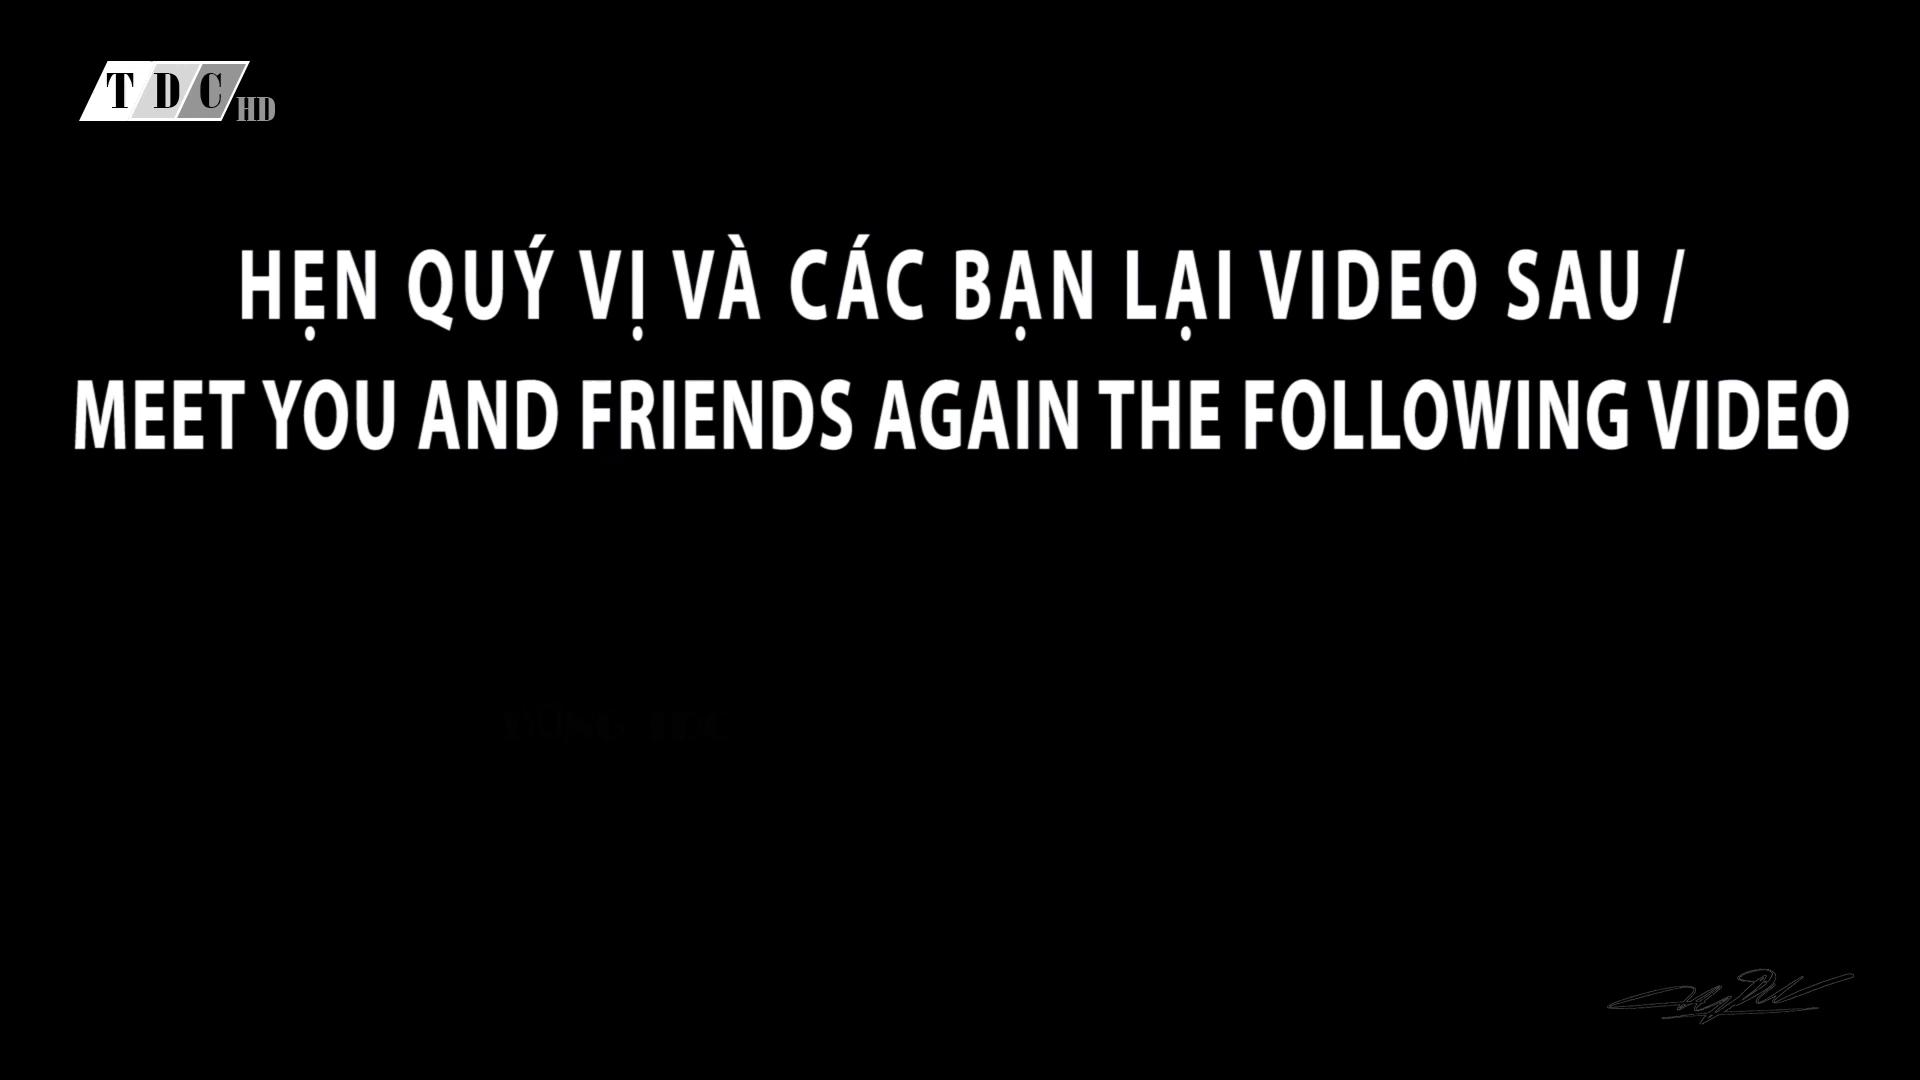 TDC HD
HẸN QUÝ VỊ VÀ CÁC BẠN LẠI VIDEO SAU /
MEET YOU AND FRIENDS AGAIN THE FOLLOWING VIDEO